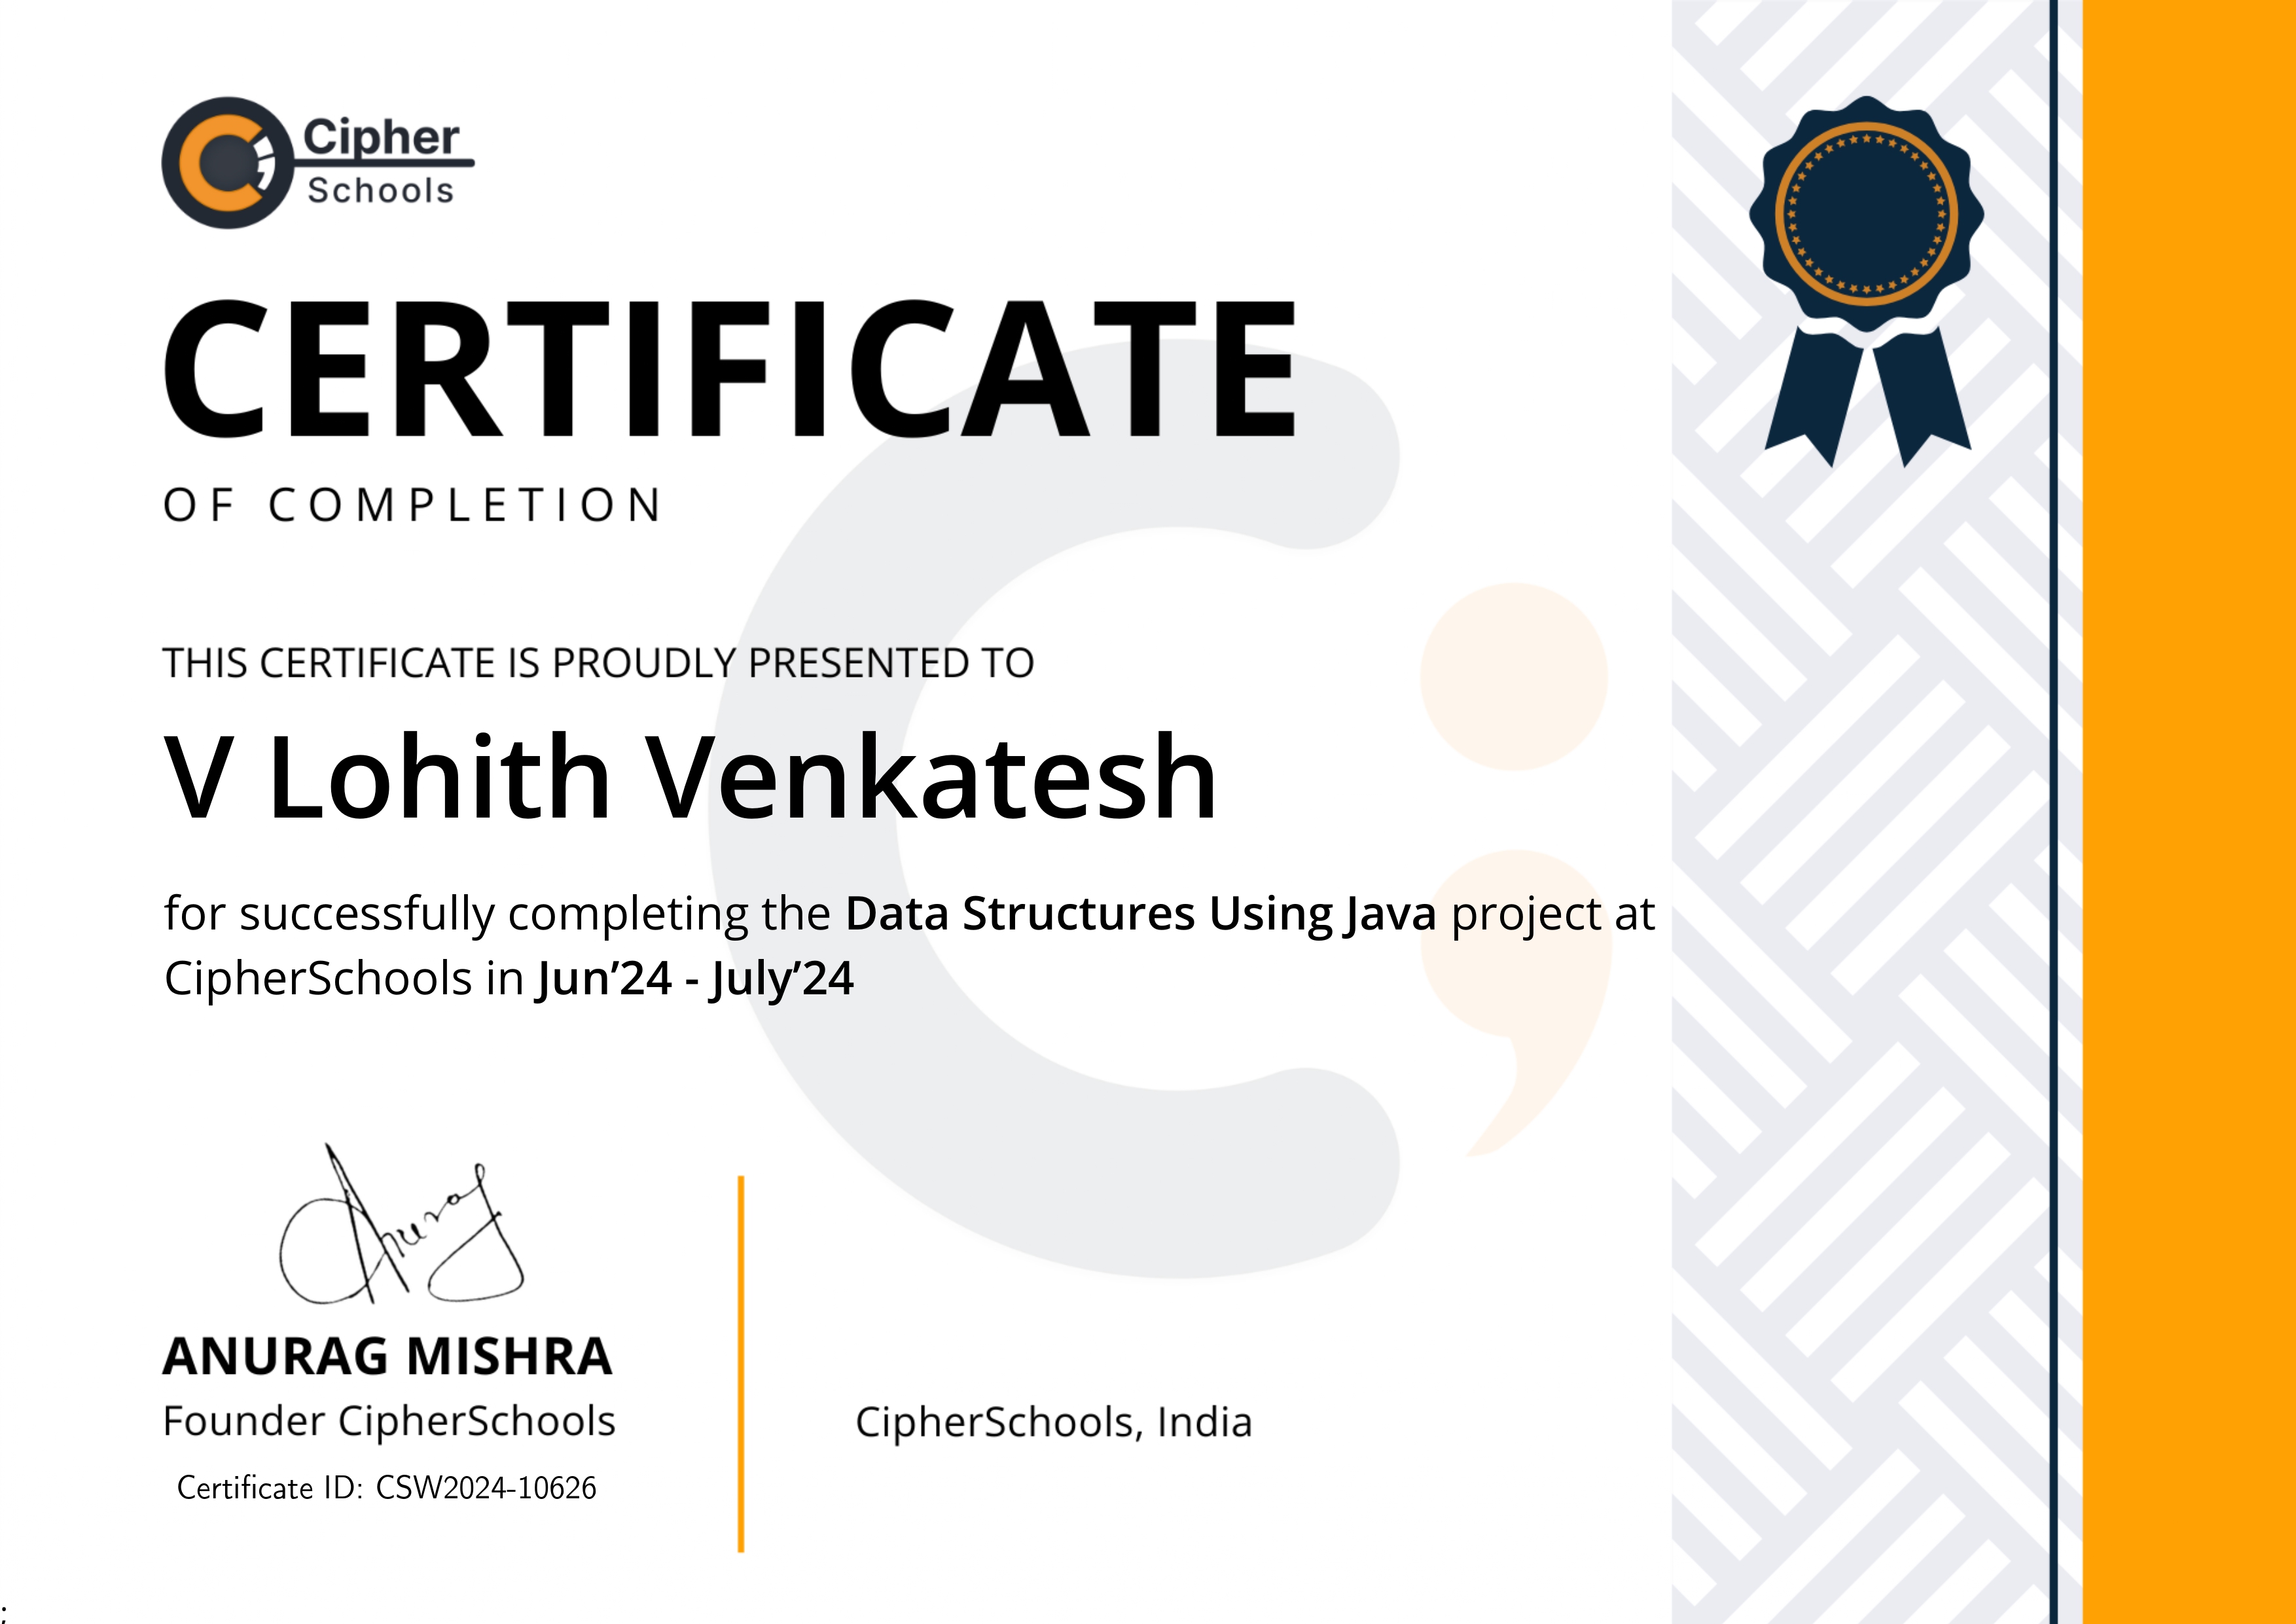 Cipher
Schools
CERTIFICATE
OF COMPLETION
THIS CERTIFICATE IS PROUDLY PRESENTED TO
V Lohith Venkatesh
for successfully completing the Data Structures Using Java project at
CipherSchools in Jun’24 - July’24
Anurag
ANURAG MISHRA
Founder CipherSchools
Certificate ID: CSW2024-10626
CipherSchools, India
;